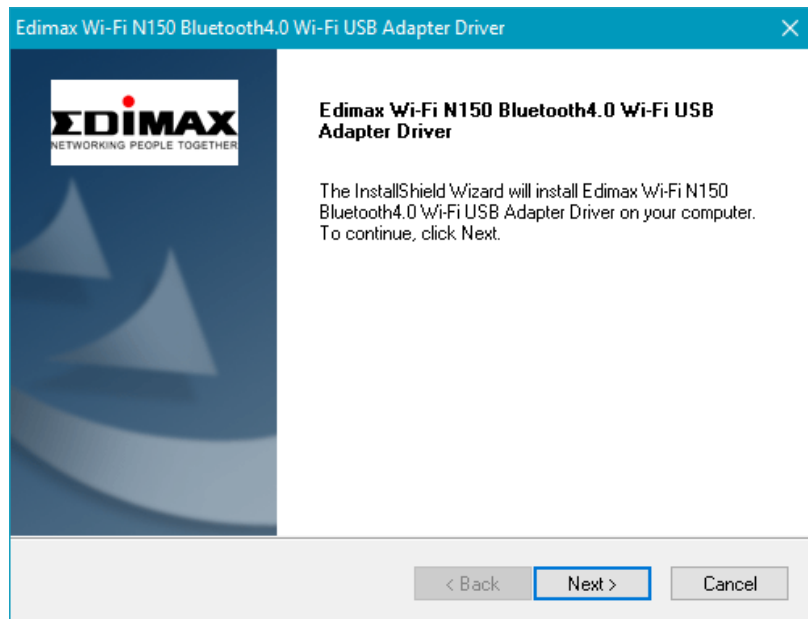 Edimax Wi-Fi N150 Bluetooth4.0 Wi-Fi USB Adapter Driver
EDIMAX
NETWORKING PEOPLE TOGETHER
Edimax Wi-Fi N150 Bluetooth4.0 Wi-Fi USB
Adapter Driver
The InstallShield Wizard will install Edimax Wi-Fi N150
Bluetooth4.0 Wi-Fi USB Adapter Driver on your computer.
To continue, click Next.
< Back
Next >
Cancel